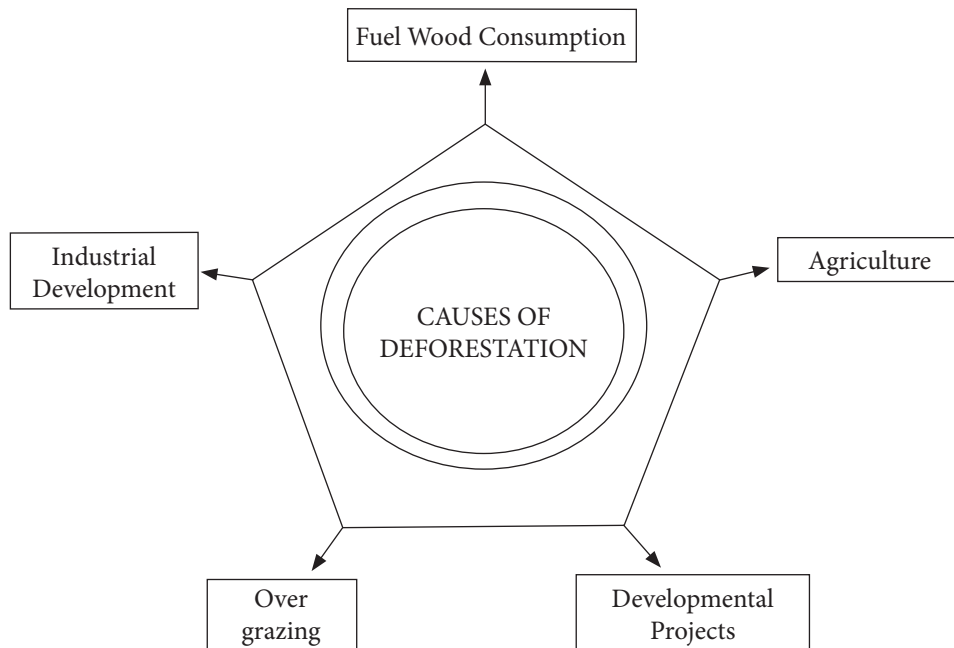 Fuel Wood Consumption
Industrial
Development
Agriculture
CAUSES OF
DEFORESTATION
Over
grazing
Developmental
Projects